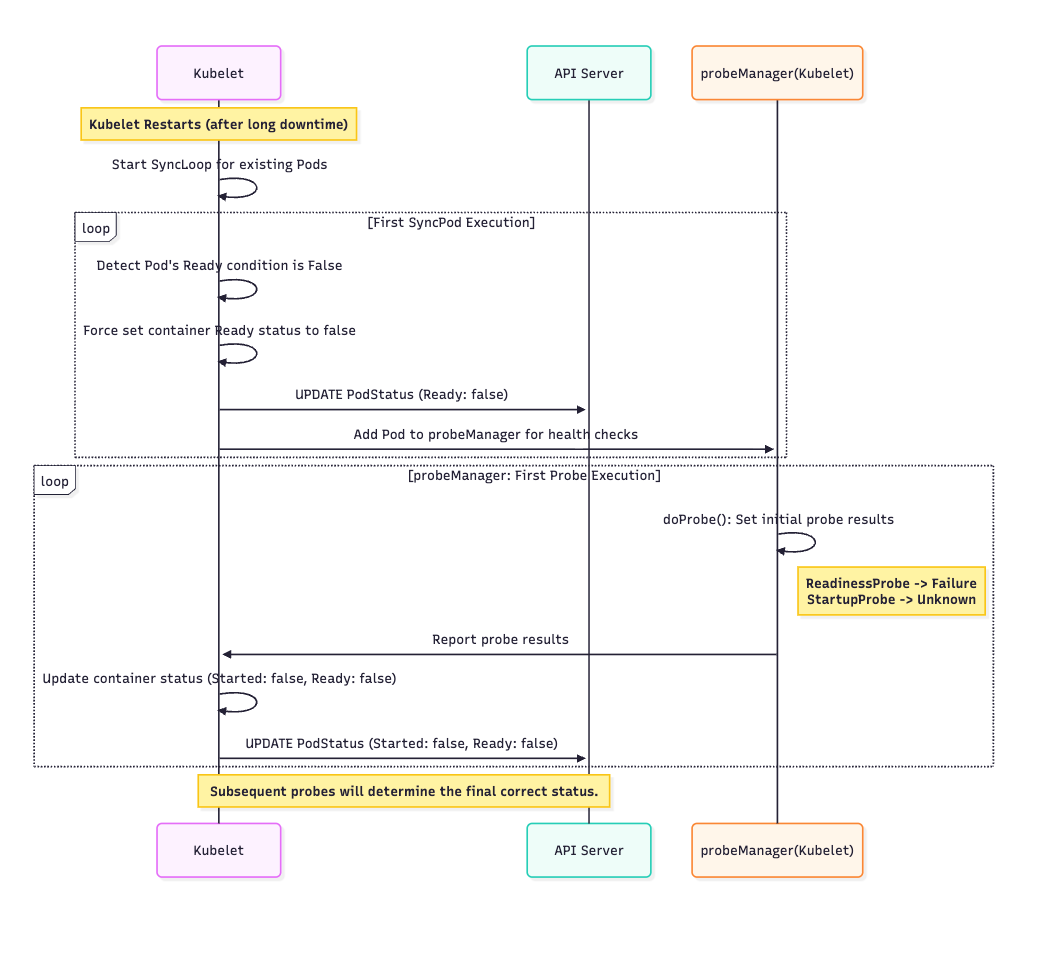 Kubelet
API Server
probeManager(Kubelet)
Kubelet Restarts (after long downtime)
Start SyncLoop for existing Pods
loop
[First SyncPod Execution]
Detect Pod's Ready condition is False
Force set container Ready status to false
UPDATE PodStatus (Ready: false)
Add Pod to probeManager for health checks
loop
[probeManager: First Probe Execution]
doProbe(): Set initial probe results
ReadinessProbe -> Failure
StartupProbe -> Unknown
Report probe results
Update container status (Started: false, Ready: false)
UPDATE PodStatus (Started: false, Ready: false)
Subsequent probes will determine the final correct status.
Kubelet
API Server
probeManager(Kubelet)